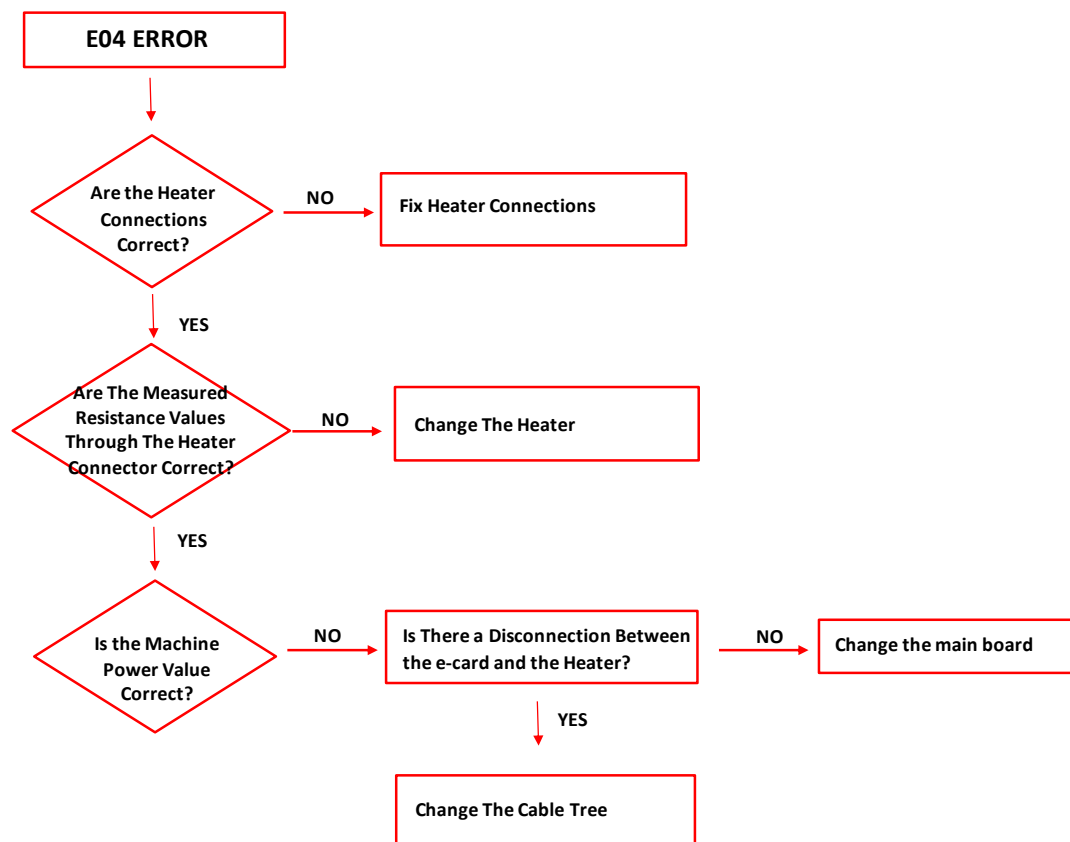 E04 ERROR
Are the Heater
Connections
Correct?
NO
Fix Heater Connections
YES
Are The Measured
Resistance Values
Through The Heater
Connector Correct?
NO
Change The Heater
YES
Is the Machine
Power Value
Correct?
NO
Is There a Disconnection Between
the e-card and the Heater?
NO
Change the main board
YES
Change The Cable Tree